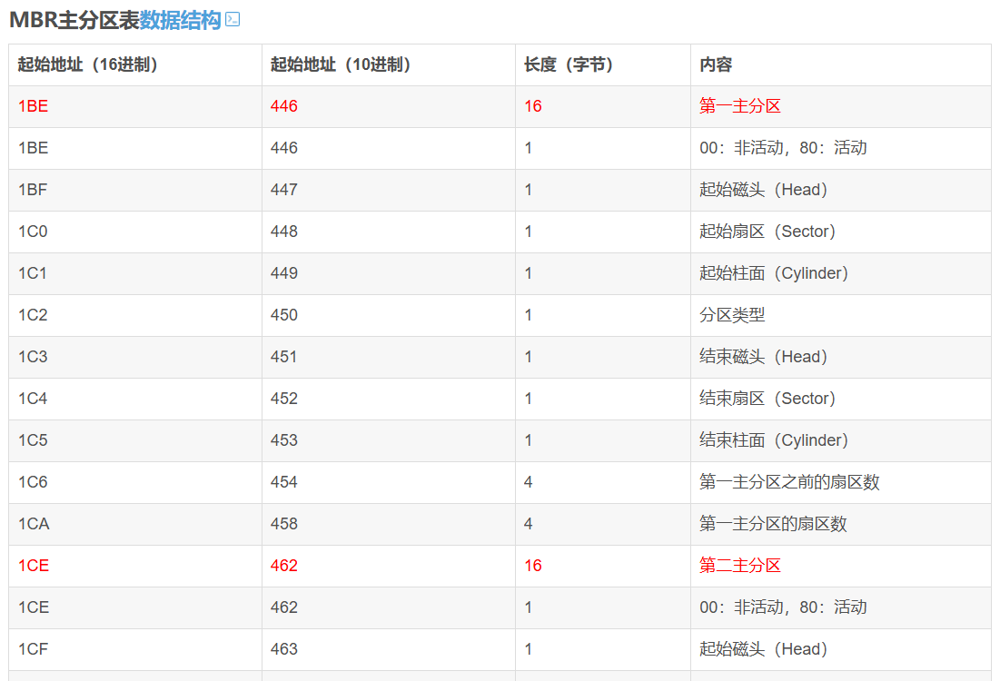 MBR主分区表数据结构
起始地址（16进制） 起始地址（10进制） 长度（字节） 内容
1BE 446 16 第一主分区
1BE 446 1 00：非活动，80：活动
1BF 447 1 起始磁头（Head）
1C0 448 1 起始扇区（Sector）
1C1 449 1 起始柱面（Cylinder）
1C2 450 1 分区类型
1C3 451 1 结束磁头（Head）
1C4 452 1 结束扇区（Sector）
1C5 453 1 结束柱面（Cylinder）
1C6 454 4 第一主分区之前的扇区数
1CA 458 4 第一主分区的扇区数
1CE 462 16 第二主分区
1CE 462 1 00：非活动，80：活动
1CF 463 1 起始磁头（Head）